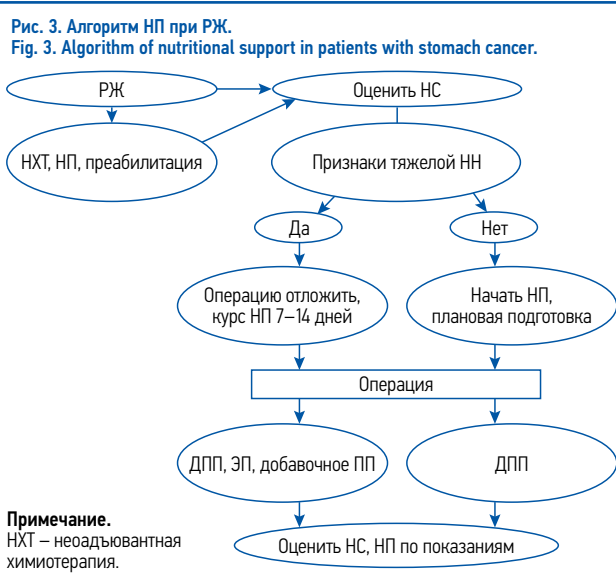 Рис. 3. Алгоритм НП при РЖ.
Fig. 3. Algorithm of nutritional support in patients with stomach cancer.
РЖ
Оценить НС
НХТ, НП, преабилитация
Признаки тяжелой НН
Да
Нет
Операцию отложить,
курс НП 7–14 дней
Начать НП,
плановая подготовка
Операция
ДПП, ЭП, добавочное ПП
ДПП
Оценить НС, НП по показаниям
Примечание.
НХТ – неоадъювантная
химиотерапия.